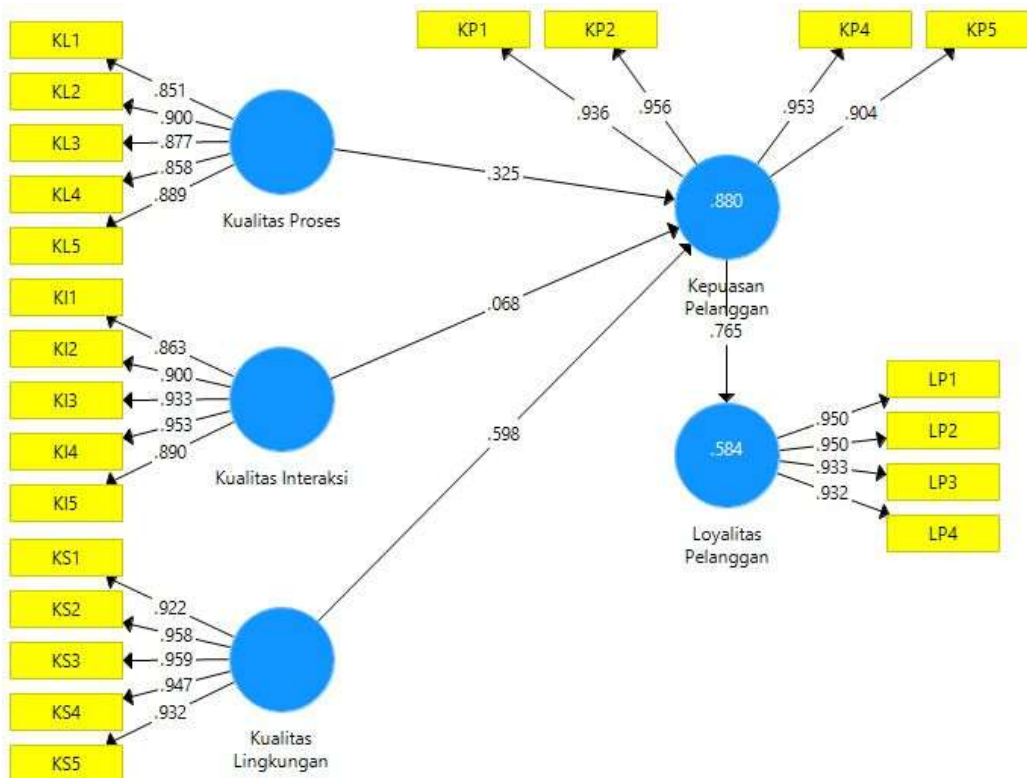 KL1
KL2
KL3
KL4
KL5
.851
.900
.877
.858
.889
Kualitas Proses
KI1
KI2
KI3
KI4
KI5
.863
.900
.933
.953
.890
Kualitas Interaksi
KS1
KS2
KS3
KS4
KS5
.922
.958
.959
.947
.932
Kualitas
Lingkungan
.325
.068
.598
KP1
KP2
KP4
KP5
.936
.956
.953
.904
.880
Kepuasan
Pelanggan
.765
.584
Loyalitas
Pelanggan
.950
.950
.933
.932
LP1
LP2
LP3
LP4